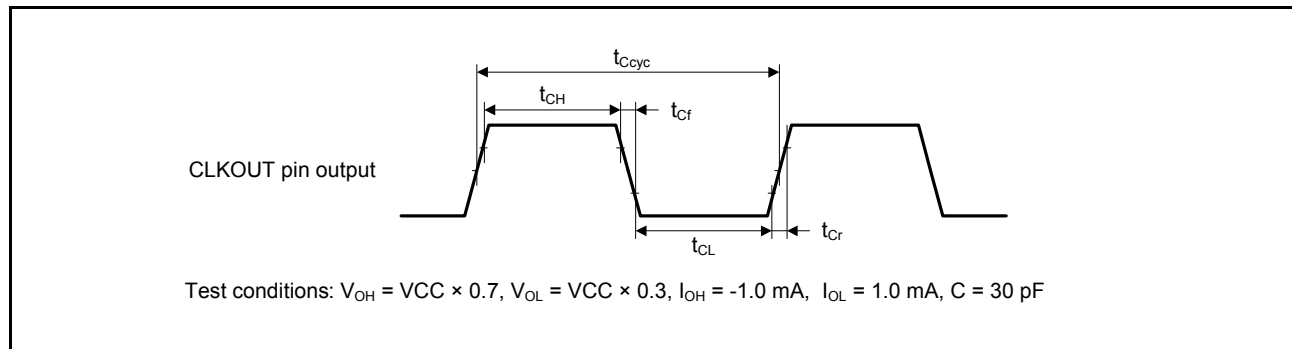 tCcyc
tCH
tCf
CLKOUT pin output
tCL
tCr
Test conditions: VOH = VCC × 0.7, VOL = VCC × 0.3, IOH = -1.0 mA, IOL = 1.0 mA, C = 30 pF